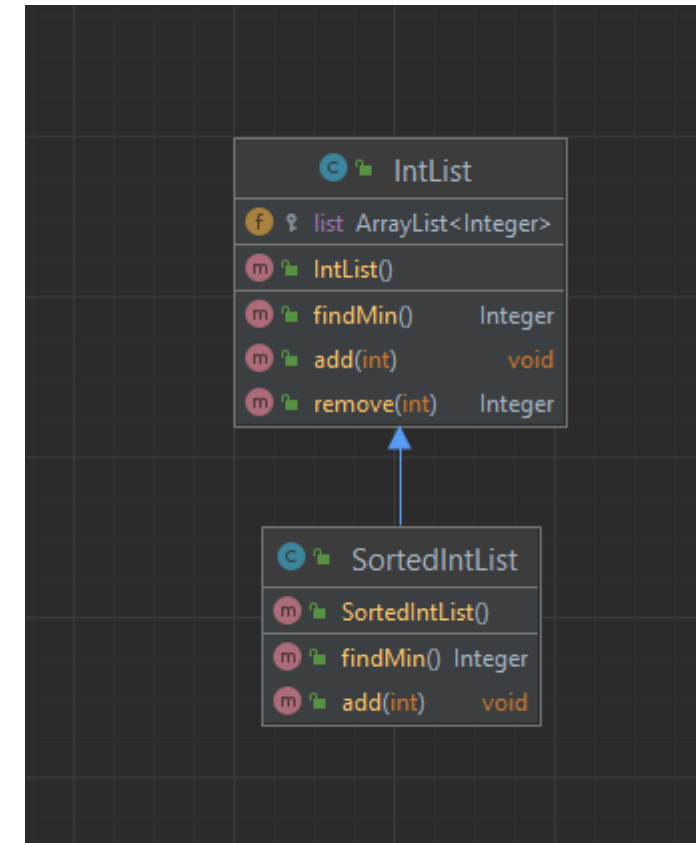 C IntList
f list ArrayList<Integer>
m IntList()
m findMin() Integer
m add(int) void
m remove(int) Integer
C SortedIntList
m SortedIntList()
m findMin() Integer
m add(int) void